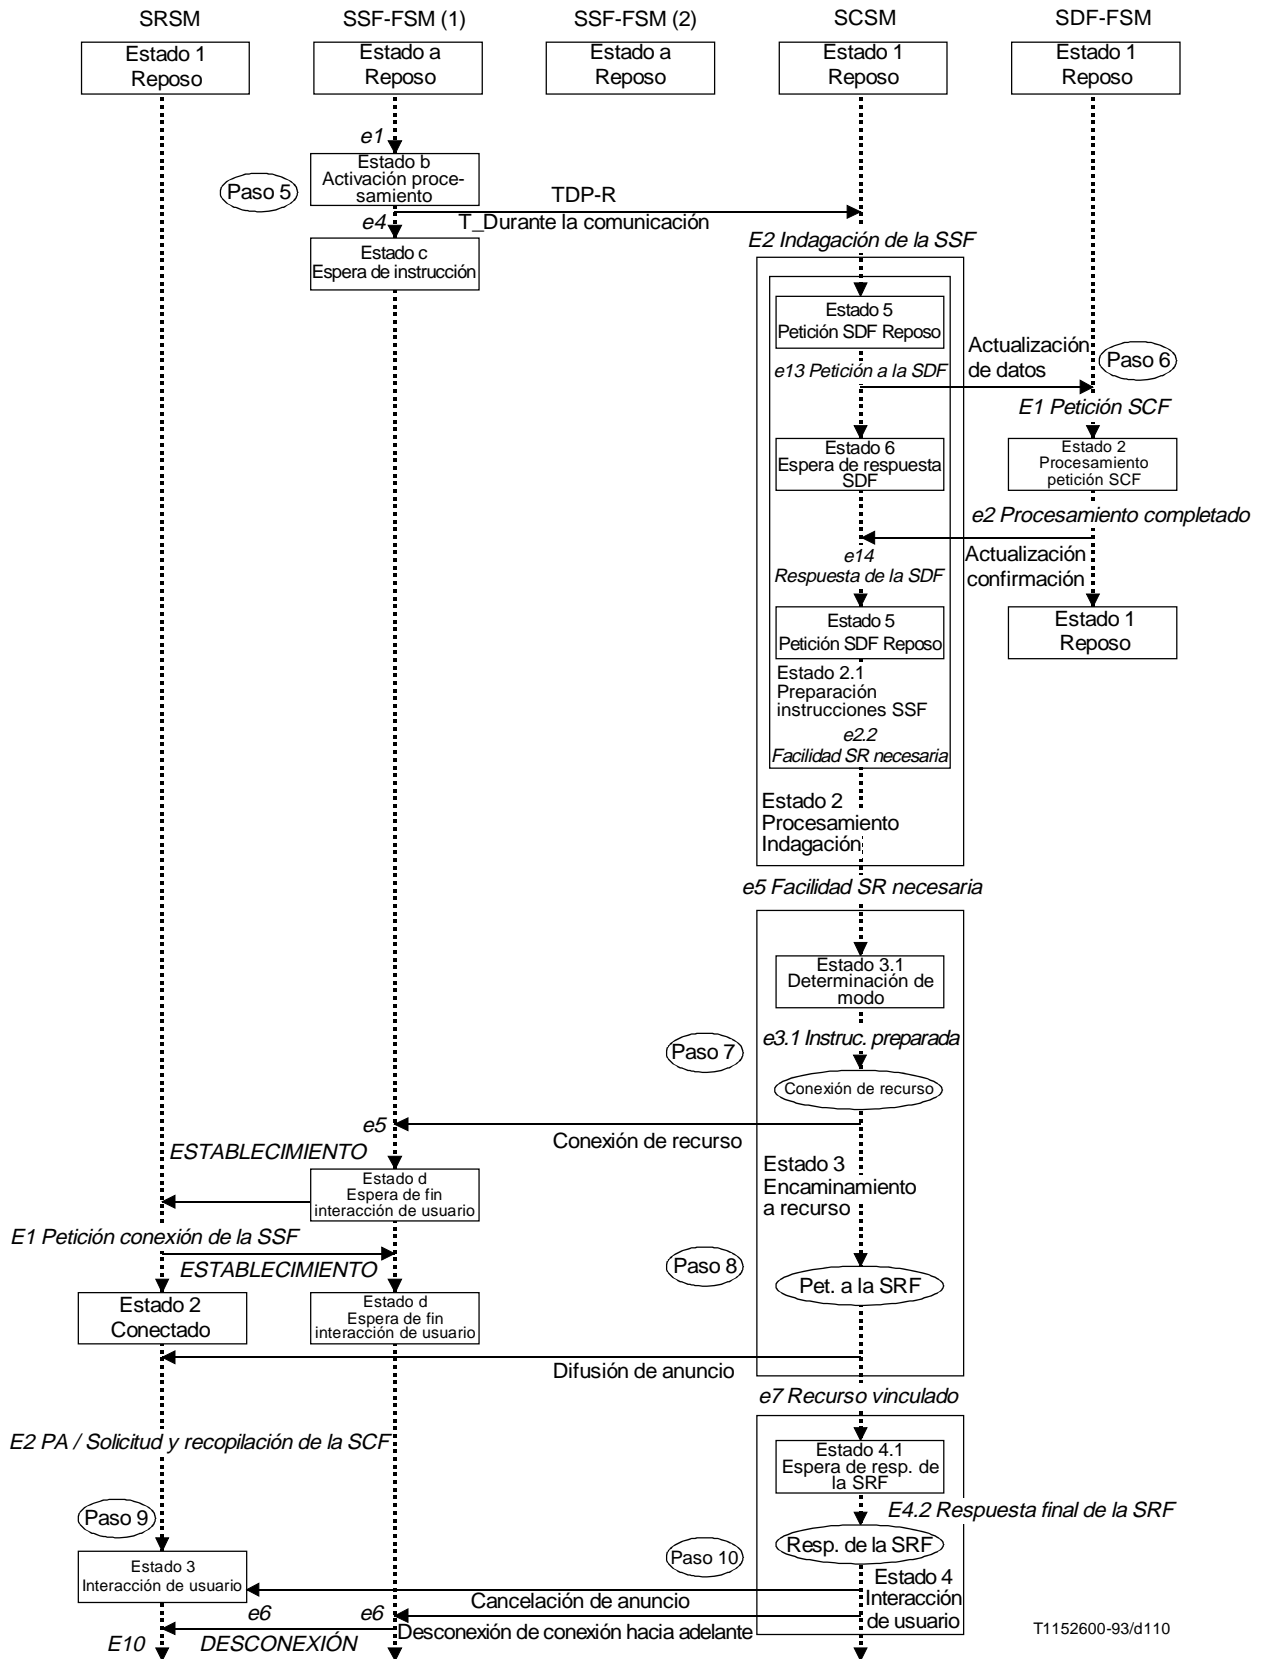 SRSM
SSF-FSM (1)
SSF-FSM (2)
SCSM
SDF-FSM
Estado 1
Reposo
Estado a
Reposo
Estado a
Reposo
Estado 1
Reposo
Estado 1
Reposo
e1
Estado b
Activación proce-
samiento
Paso 5
TDP-R
e4
T_Durante la comunicación
E2 Indagación de la SSF
Estado c
Espera de instrucción
Estado 5
Petición SDF Reposo
Actualización
de datos
Paso 6
e13 Petición a la SDF
E1 Petición SCF
Estado 6
Espera de respuesta
SDF
Estado 2
Procesamiento
petición SCF
e2 Procesamiento completado
e14
Respuesta de la SDF
Actualización
confirmación
Estado 5
Petición SDF Reposo
Estado 1
Reposo
Estado 2.1
Preparación
instrucciones SSF
e2.2
Facilidad SR necesaria
Estado 2
Procesamiento
Indagación
e5 Facilidad SR necesaria
Estado 3.1
Determinación de
modo
Paso 7
e3.1 Instruc. preparada
Conexión de recurso
e5
Conexión de recurso
ESTABLECIMIENTO
Estado d
Espera de fin
interacción de usuario
Estado 3
Encaminamiento
a recurso
E1 Petición conexión de la SSF
ESTABLECIMIENTO
Paso 8
Pet. a la SRF
Estado 2
Conectado
Estado d
Espera de fin
interacción de usuario
Difusión de anuncio
e7 Recurso vinculado
E2 PA / Solicitud y recopilación de la SCF
Estado 4.1
Espera de resp. de
la SRF
Paso 9
E4.2 Respuesta final de la SRF
Resp. de la SRF
Paso 10
Estado 3
Interacción de usuario
Estado 4
Interacción
de usuario
Cancelación de anuncio
e6
e6
E10
DESCONEXIÓN
Desconexión de conexión hacia adelante
T1152600-93/d110